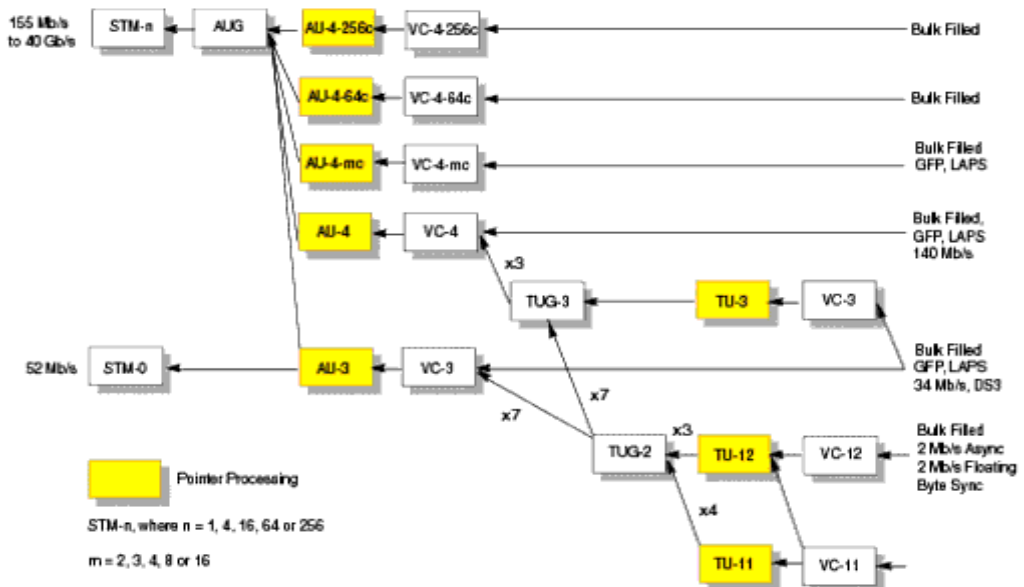 155 Mb/s
to 40 Gb/s
STM-n
AUG
AU-4-256c
VC-4-256c
Bulk Filled
AU-4-64c
VC-4-64c
Bulk Filled
AU-4-mc
VC-4-mc
Bulk Filled
GFP, LAPS
AU-4
VC-4
Bulk Filled,
GFP, LAPS
140 Mb/s
x3
TUG-3
TU-3
VC-3
52 Mb/s
STM-0
AU-3
VC-3
Bulk Filled
GFP, LAPS
34 Mb/s, DS3
x7
x7
TUG-2
x3
TU-12
VC-12
Bulk Filled
2 Mb/s Async
2 Mb/s Floating
Byte Sync
Pointer Processing
x4
STM-n, where n = 1, 4, 16, 64 or 256
m = 2, 3, 4, 8 or 16
TU-11
VC-11